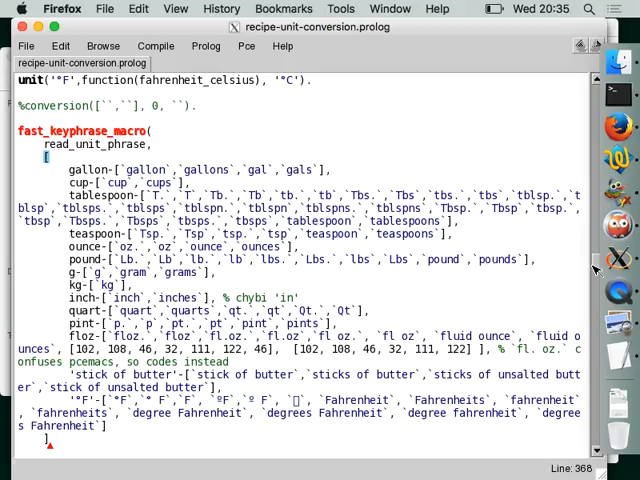 Firefox File Edit View History Bookmarks Tools Window Help Wed 20:35
recipe-unit-conversion.prolog
File Edit Browse Compile Prolog Pce Help
recipe-unit-conversion.prolog
unit('°F',function(fahrenheit_celsius), '°C').
%conversion([``,``], 0, ``).
fast_keyphrase_macro(
read_unit_phrase,
[
gallon-[`gallon`,`gallons`,`gal`,`gals`],
cup-[`cup`,`cups`],
tablespoon-[`T.`,`T`,`Tb.`,`Tb`,`tb.`,`tb`,`Tbs.`,`Tbs`,`tbs.`,`tbs`,`tblsp.`,`t
blsp`,`tblsps.`,`tblsps`,`tblspn.`,`tblspn`,`tblspns.`,`tblspns`,`Tbsp.`,`Tbsp`,`tbsp.`,
`tbsp`,`Tbsps.`,`Tbsps`,`tbsps.`,`tbsps`,`tablespoon`,`tablespoons`],
teaspoon-[`Tsp.`,`Tsp`,`tsp.`,`tsp`,`teaspoon`,`teaspoons`],
ounce-[`oz.`,`oz`,`ounce`,`ounces`],
pound-[`Lb.`,`Lb`,`lb.`,`lb`,`lbs.`,`Lbs.`,`lbs`,`Lbs`,`pound`,`pounds`],
g-[`g`,`gram`,`grams`],
kg-[`kg`],
inch-[`inch`,`inches`], % chybi 'in'
quart-[`quart`,`quarts`,`qt.`,`qt`,`Qt.`,`Qt`],
pint-[`p.`,`p`,`pt.`,`pt`,`pint`,`pints`],
floz-[`floz.`,`floz`,`fl.oz.`,`fl.oz`,`fl oz.`, `fl oz`, `fluid ounce`, `fluid o
unces`, [102, 108, 46, 32, 111, 122, 46], [102, 108, 46, 32, 111, 122] ], % `fl. oz.` c
onfuses pcemacs, so codes instead
'stick of butter'-[`stick of butter`,`sticks of butter`,`sticks of unsalted butt
er`,`stick of unsalted butter`],
'°F'-[`°F`,`° F`,`F`, `ºF`,`º F`, `▯`, `Fahrenheit`, `Fahrenheits`, `fahrenheit`
, `fahrenheits`, `degree Fahrenheit`, `degrees Fahrenheit`, `degree fahrenheit`, `degree
s Fahrenheit`]
]
Line: 368